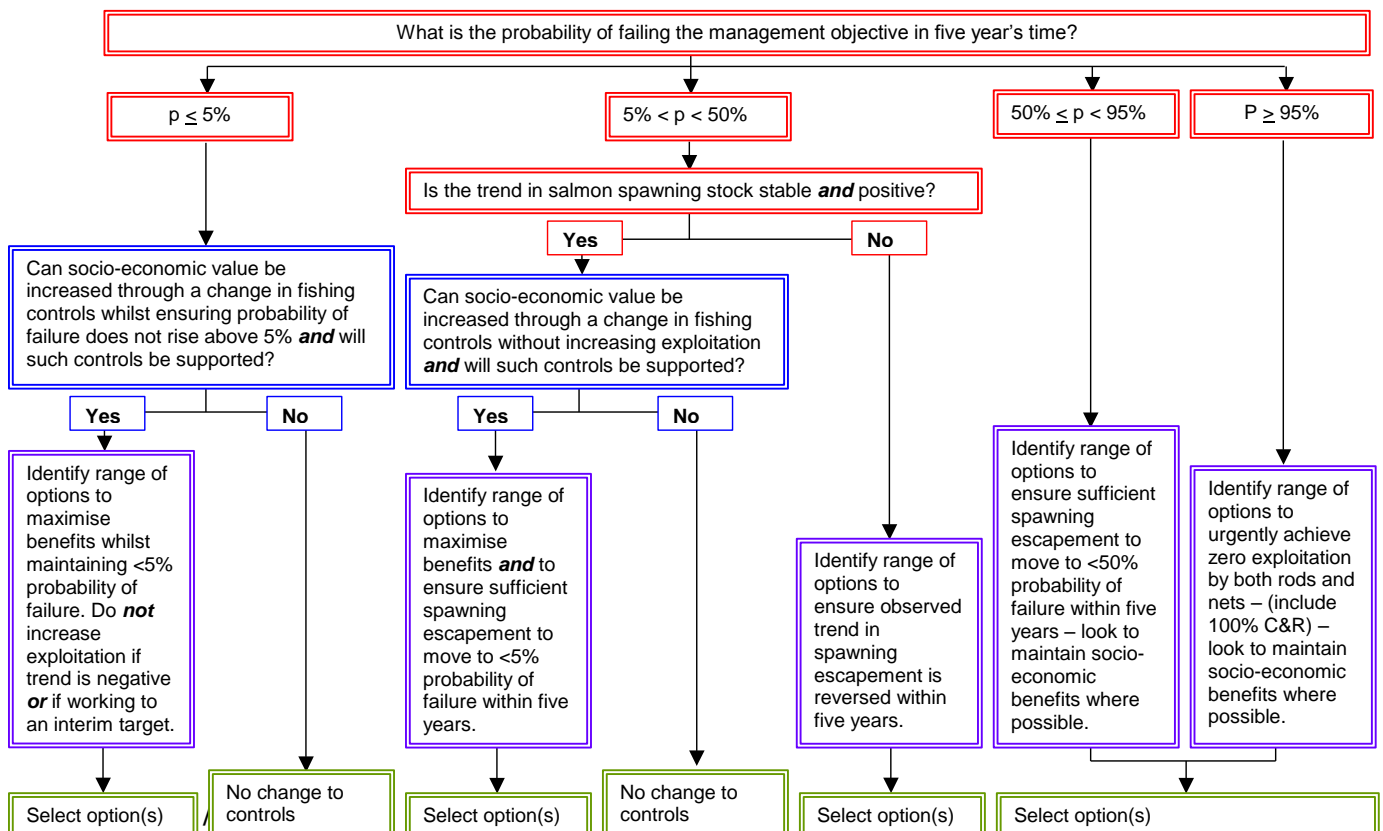 What is the probability of failing the management objective in five year's time?
p ≤ 5%
5% < p < 50%
50% ≤ p < 95%
P ≥ 95%
Is the trend in salmon spawning stock stable and positive?
Yes
No
Can socio-economic value be
increased through a change in fishing
controls whilst ensuring probability of
failure does not rise above 5% and will
such controls be supported?
Can socio-economic value be
increased through a change in fishing
controls without increasing exploitation
and will such controls be supported?
Yes
No
Yes
No
Identify range of
options to
maximise
benefits whilst
maintaining <5%
probability of
failure. Do not
increase
exploitation if
trend is negative
or if working to
an interim target.
Identify range of
options to
maximise
benefits and to
ensure sufficient
spawning
escapement to
move to <5%
probability of
failure within five
years.
Identify range of
options to
ensure observed
trend in
spawning
escapement is
reversed within
five years.
Identify range of
options to
ensure sufficient
spawning
escapement to
move to <50%
probability of
failure within five
years – look to
maintain socio-
economic
benefits where
possible.
Identify range of
options to
urgently achieve
zero exploitation
by both rods and
nets – (include
100% C&R) –
look to maintain
socio-economic
benefits where
possible.
Select option(s)
/
No change to
controls
Select option(s)
No change to
controls
Select option(s)
Select option(s)